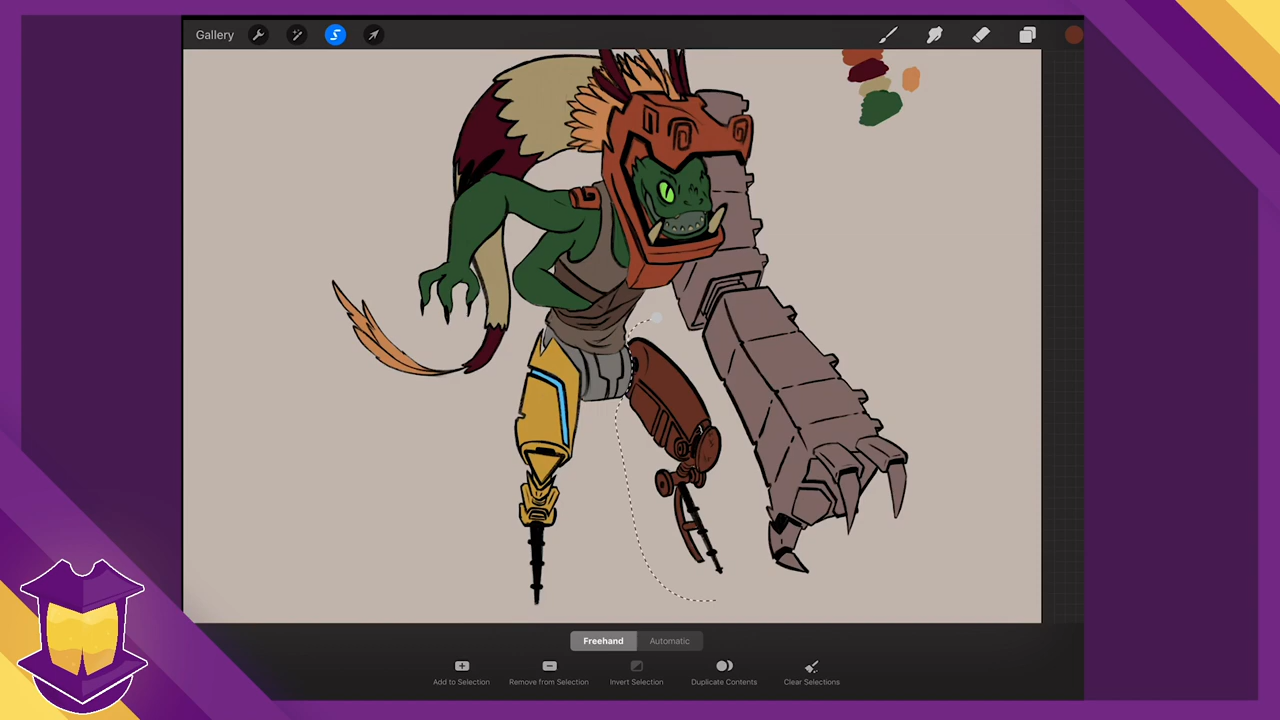 Gallery
Freehand Automatic
Add to Selection Remove from Selection Invert Selection Duplicate Contents Clear Selections